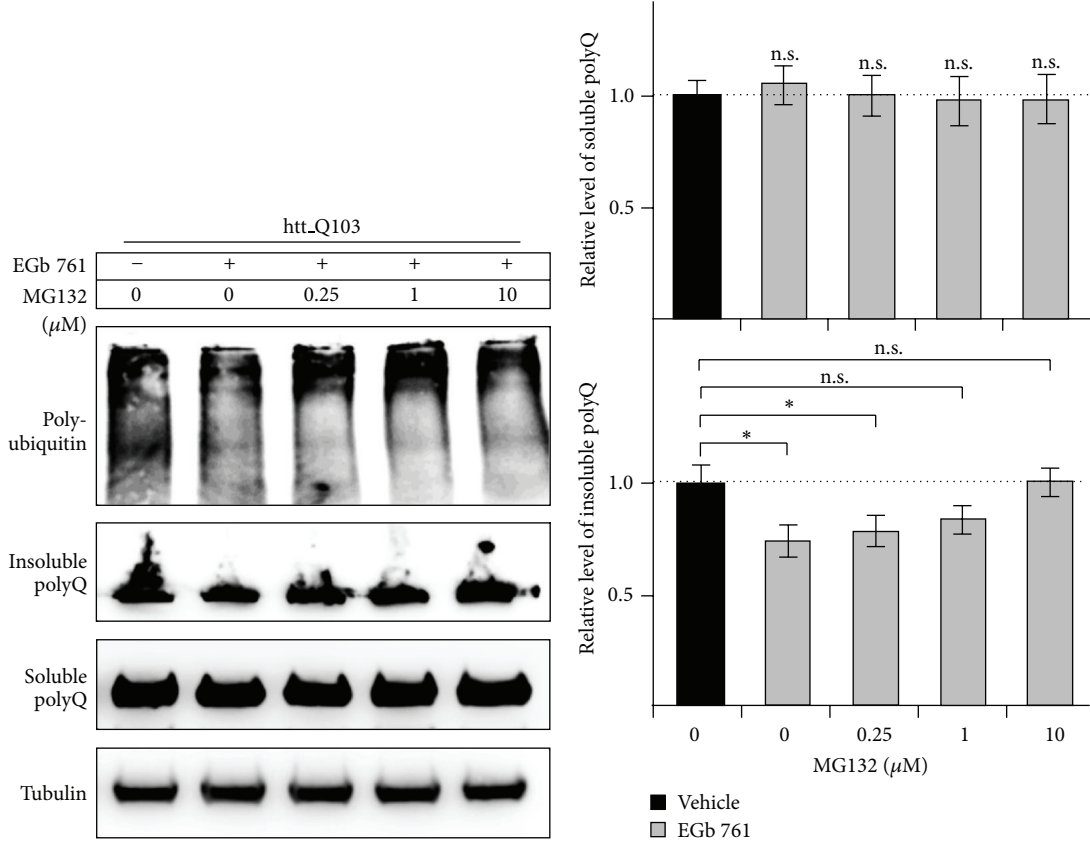 htt_Q103
EGb 761 − + + + +
MG132 0 0 0.25 1 10
(μM)
Poly-
ubiquitin
Insoluble
polyQ
Soluble
polyQ
Tubulin
Relative level of soluble polyQ
1.0
0.5
n.s. n.s. n.s. n.s.
Relative level of insoluble polyQ
1.0
0.5
n.s.
n.s.
*
*
0 0 0.25 1 10
MG132 (μM)
Vehicle
EGb 761